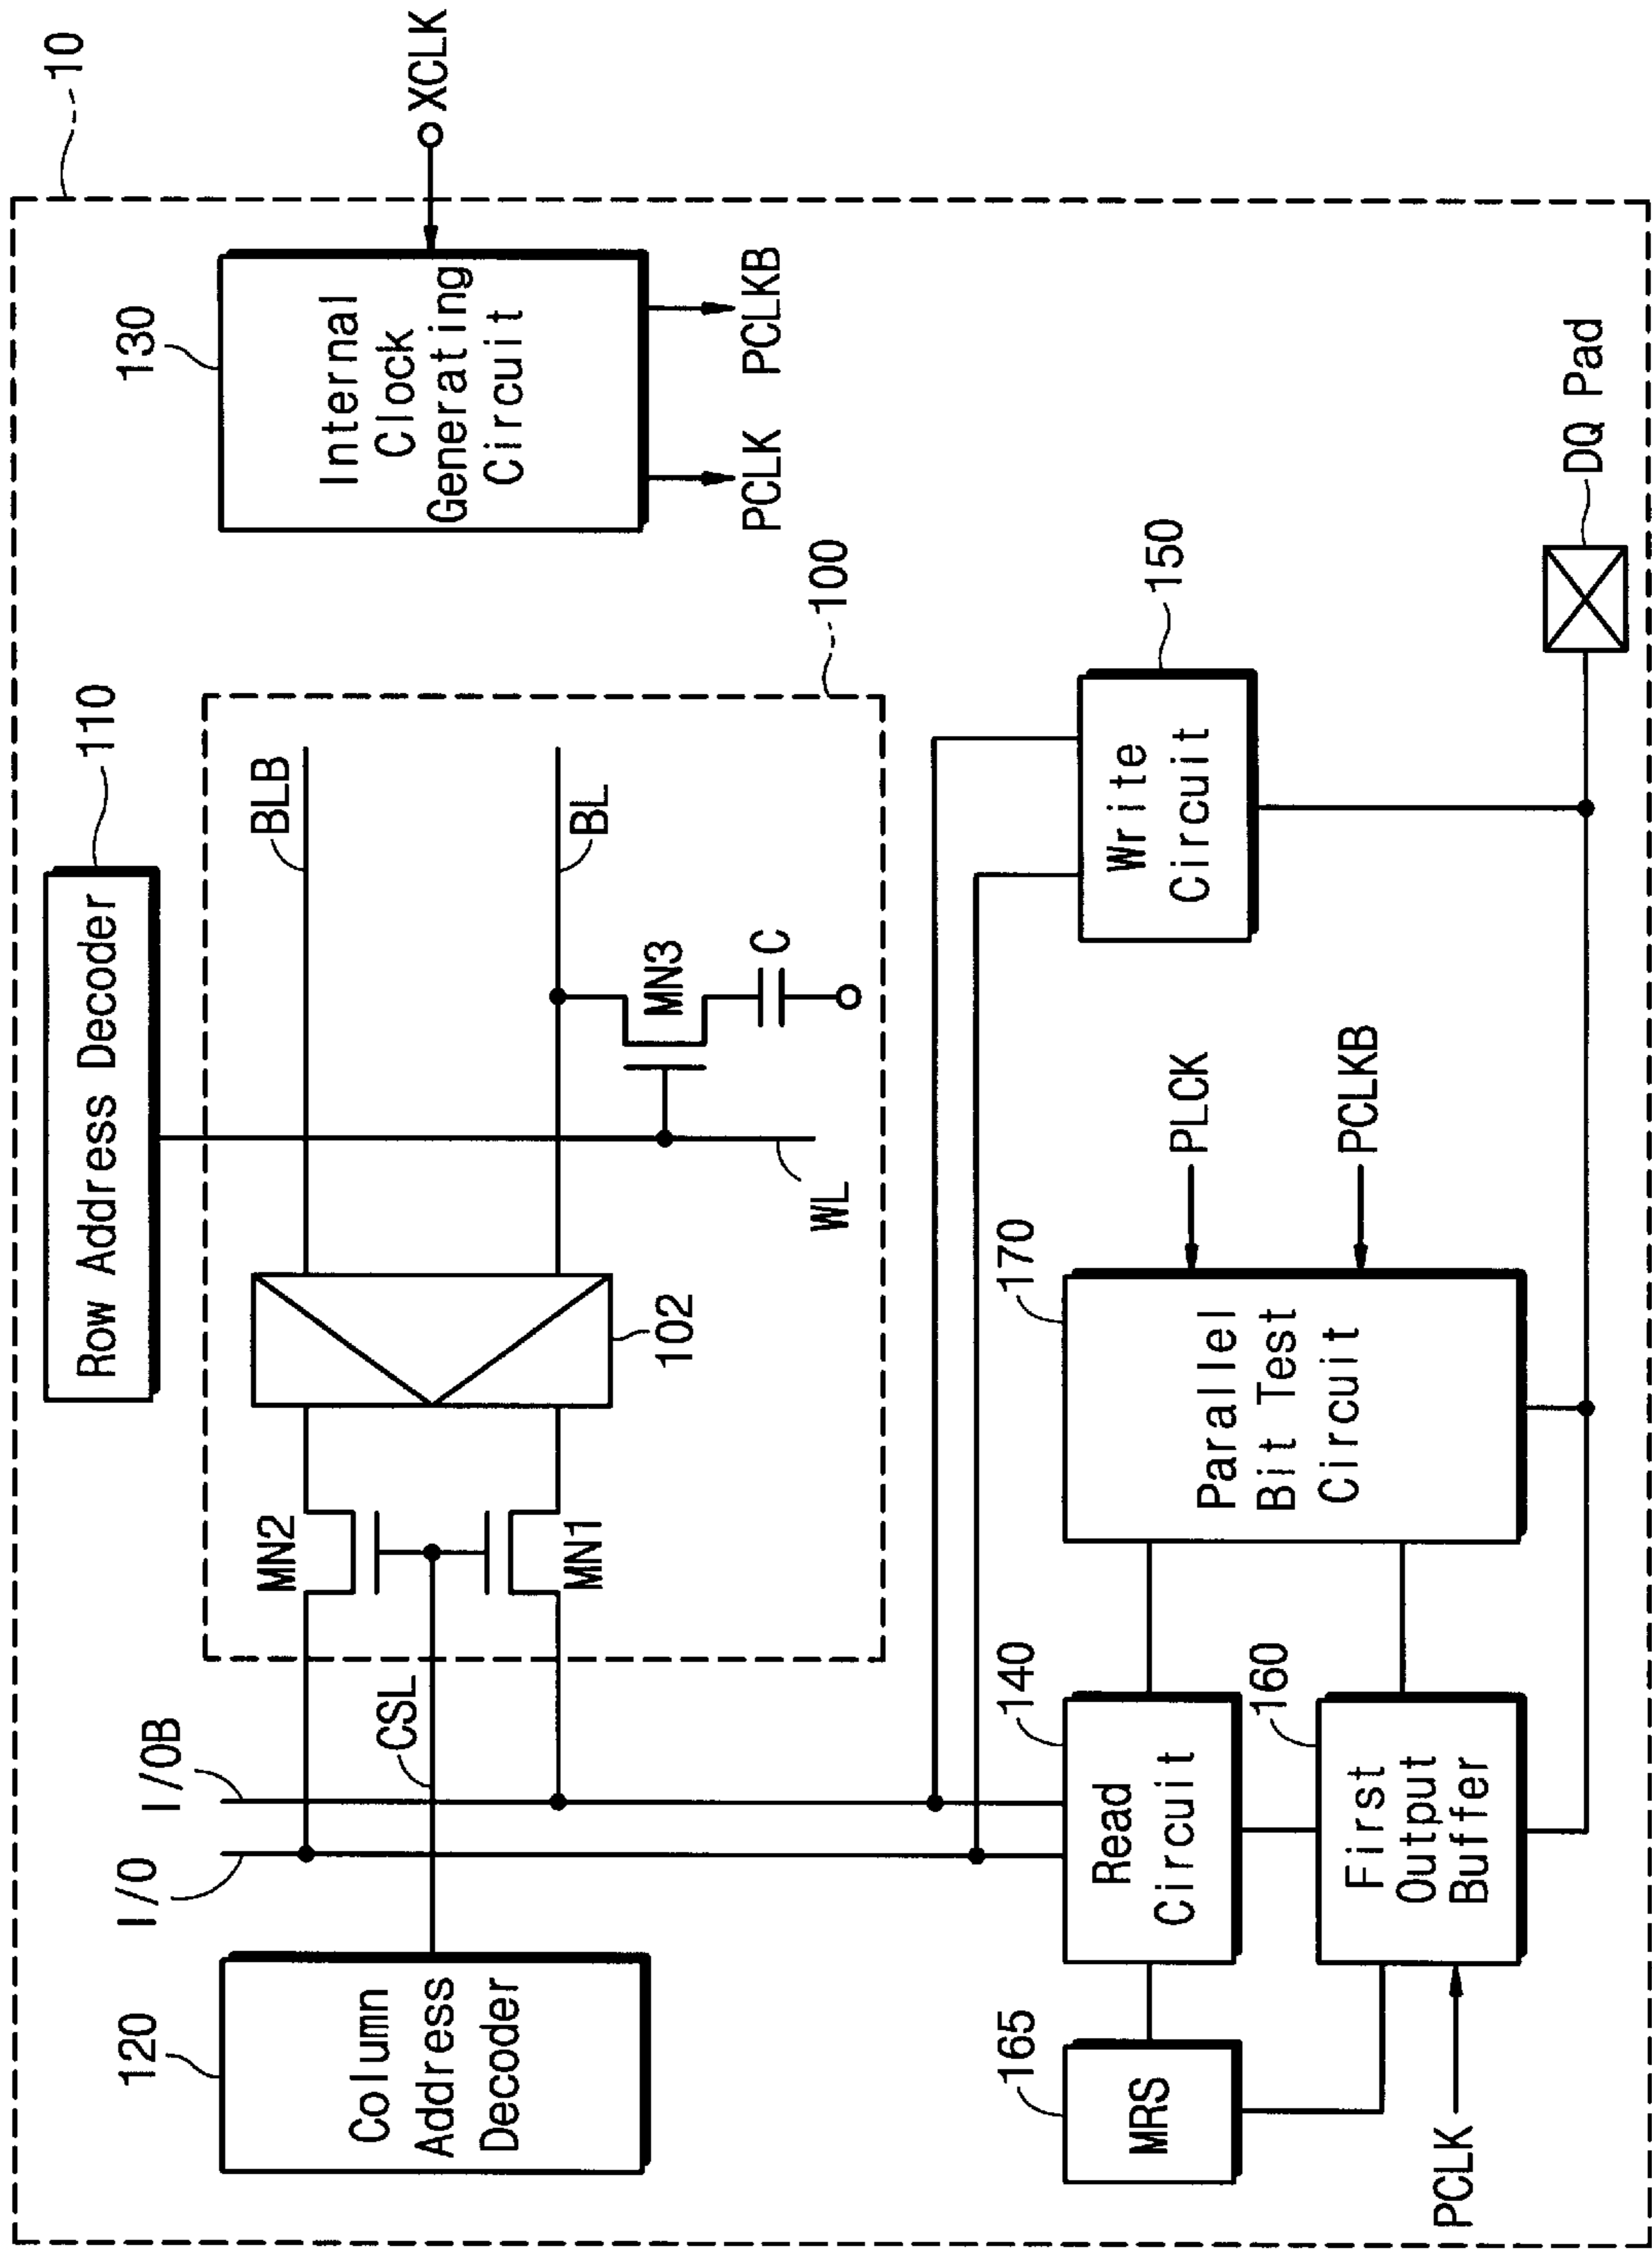 10
110
Row Address Decoder
120
Column
Address
Decoder
I/O
I/OB
CSL
MN2
MN1
102
BLB
BL
MN3
C
WL
100
130
Internal
Clock
Generating
Circuit
XCLK
PCLK
PCLKB
165
MRS
140
Read
Circuit
160
First
Output
Buffer
PCLK
170
Parallel
Bit Test
Circuit
PLCK
PCLKB
150
Write
Circuit
DQ Pad